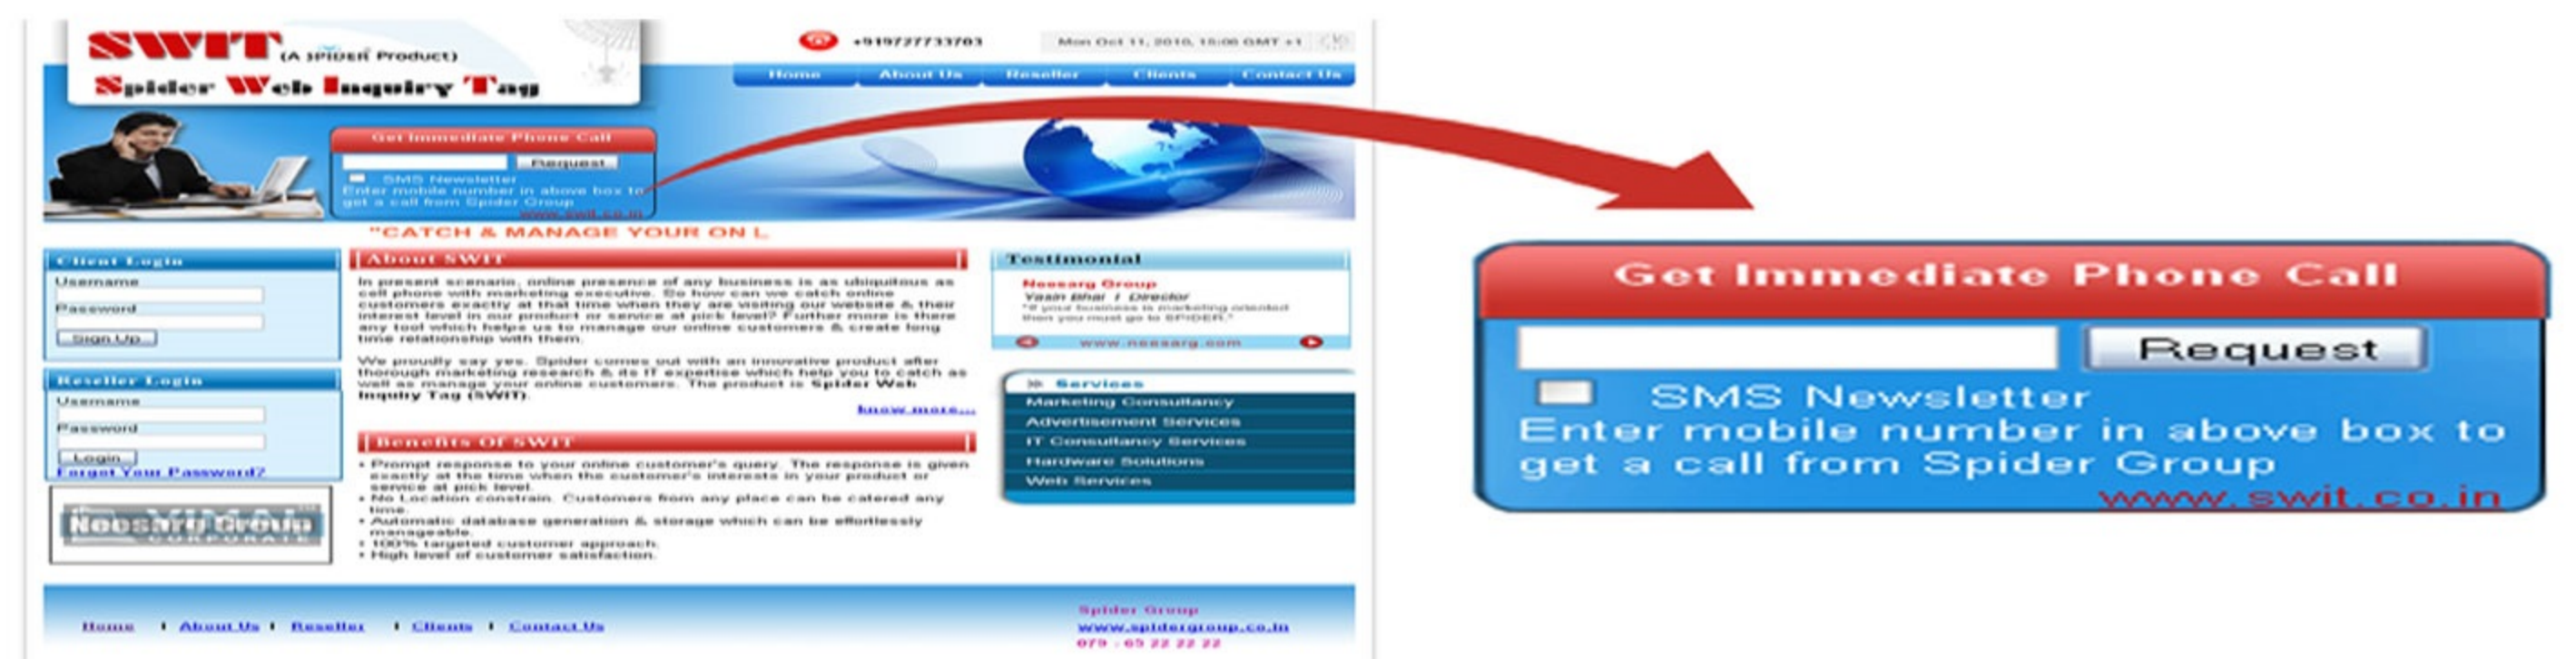 SWIT (A SPIDER Product)
Spider Web Inquiry Tag
+919727733703
Mon Oct 11, 2010, 15:06 GMT +1
Home About Us Reseller Clients Contact Us
Get Immediate Phone Call
Request
SMS Newsletter
Enter mobile number in above box to
get a call from Spider Group
www.swit.co.in
"CATCH & MANAGE YOUR ON L
Client Login
Username
Password
Sign Up
Reseller Login
Username
Password
Login
Forgot Your Password?
Neesarg Group
CORPORATE
About SWIT
In present scenario, online presence of any business is as ubiquitous as
cell phone with marketing executive. So how can we catch online
customers exactly at that time when they are visiting our website & their
interest level in our product or service at pick level? Further more is there
any tool which helps us to manage our online customers & create long
time relationship with them.
We proudly say yes. Spider comes out with an innovative product after
thorough marketing research & its IT expertise which help you to catch as
well as manage your online customers. The product is Spider Web
Inquiry Tag (SWIT).
know more...
Benefits Of SWIT
• Prompt response to your online customer's query. The response is given
exactly at the time when the customer's interests in your product or
service at pick level.
• No Location constrain. Customers from any place can be catered any
time.
• Automatic database generation & storage which can be effortlessly
manageable.
• 100% targeted customer approach.
• High level of customer satisfaction.
Testimonial
Neesarg Group
Yasin Bhai / Director
"If your business is marketing oriented
then you must go to SPIDER."
www.neesarg.com
Services
Marketing Consultancy
Advertisement Services
IT Consultancy Services
Hardware Solutions
Web Services
Home | About Us | Reseller | Clients | Contact Us
Spider Group
www.spidergroup.co.in
079 - 65 22 22 22
Get Immediate Phone Call
Request
SMS Newsletter
Enter mobile number in above box to
get a call from Spider Group
www.swit.co.in